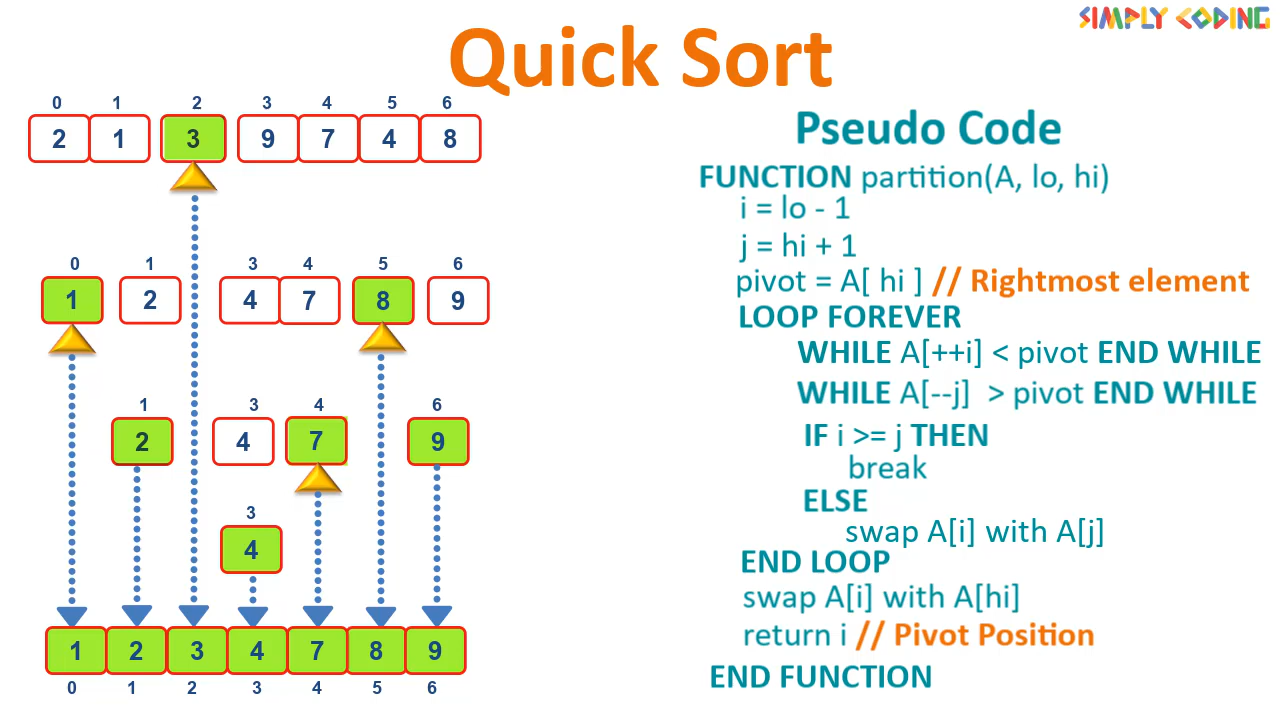 SIMPLY CODING
Quick Sort
0 1 2 3 4 5 6
2 1 3 9 7 4 8
0 1 3 4 5 6
1 2 4 7 8 9
1 3 4 6
2 4 7 9
3
4
1 2 3 4 7 8 9
0 1 2 3 4 5 6
Pseudo Code
FUNCTION partition(A, lo, hi)
i = lo - 1
j = hi + 1
pivot = A[ hi ] // Rightmost element
LOOP FOREVER
WHILE A[++i] < pivot END WHILE
WHILE A[--j] > pivot END WHILE
IF i >= j THEN
break
ELSE
swap A[i] with A[j]
END LOOP
swap A[i] with A[hi]
return i // Pivot Position
END FUNCTION